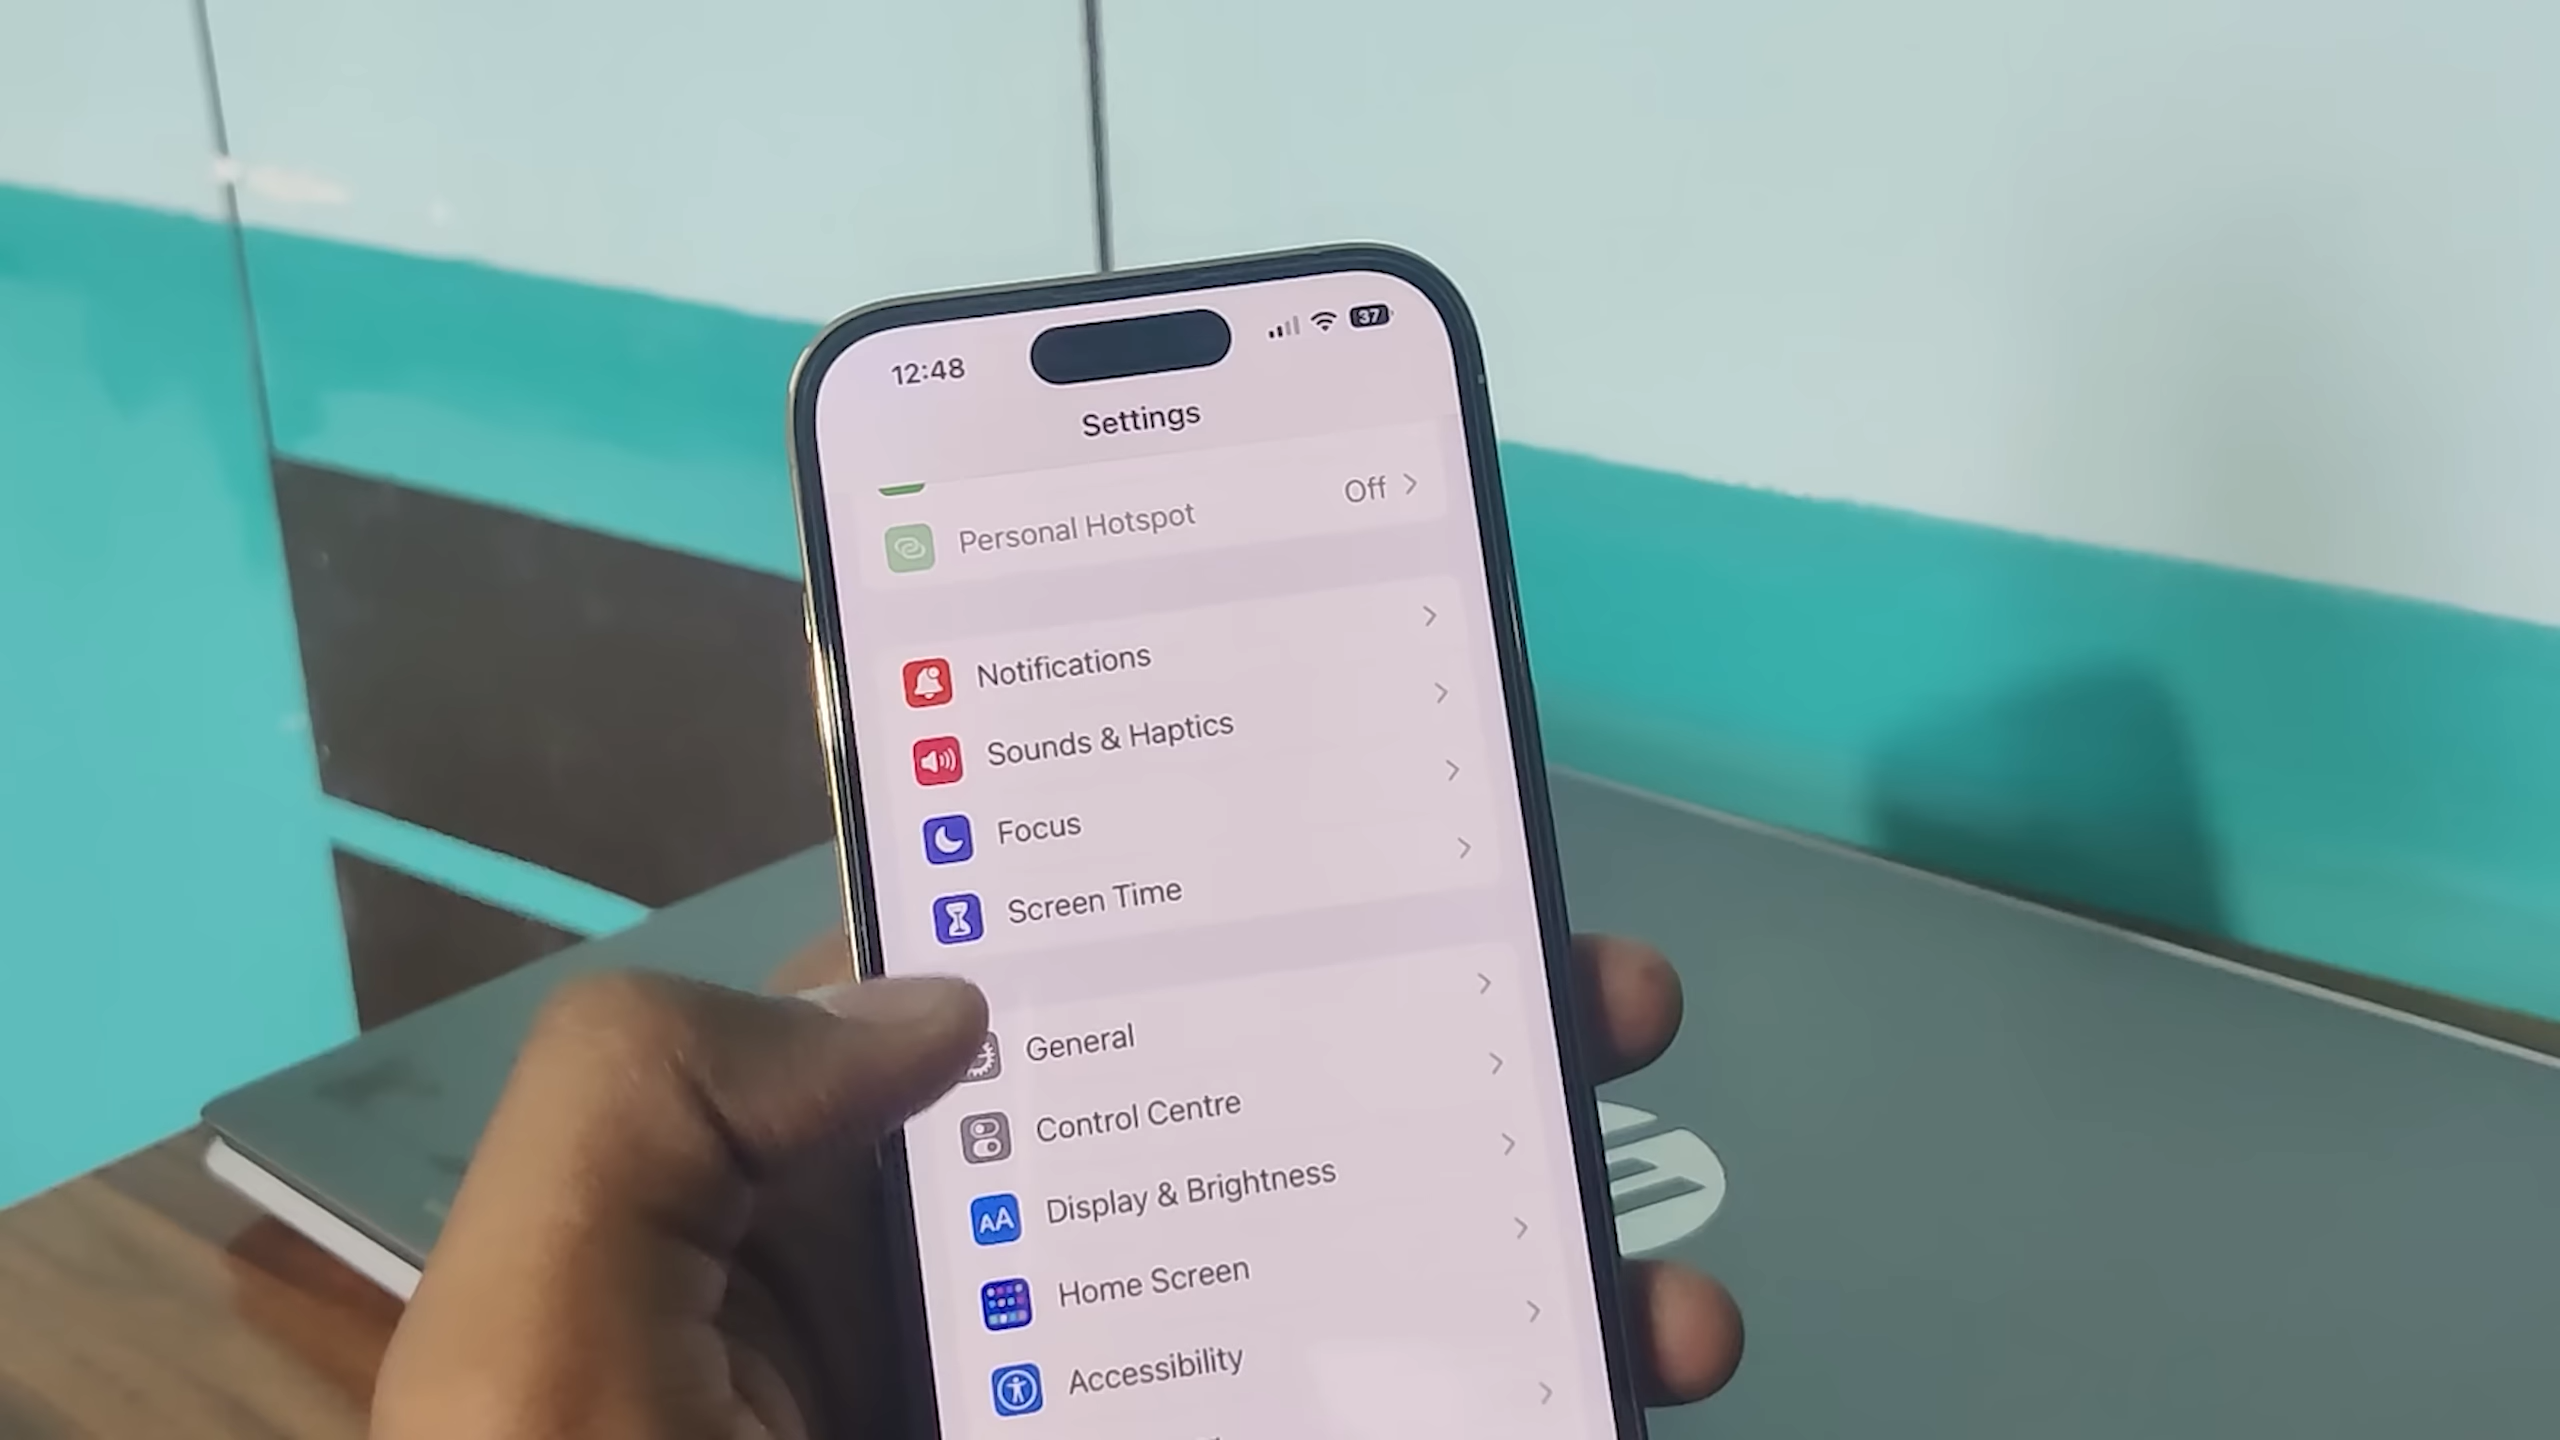 12:48
37
Settings
Personal Hotspot Off
Notifications
Sounds & Haptics
Focus
Screen Time
General
Control Centre
AA Display & Brightness
Home Screen
Accessibility